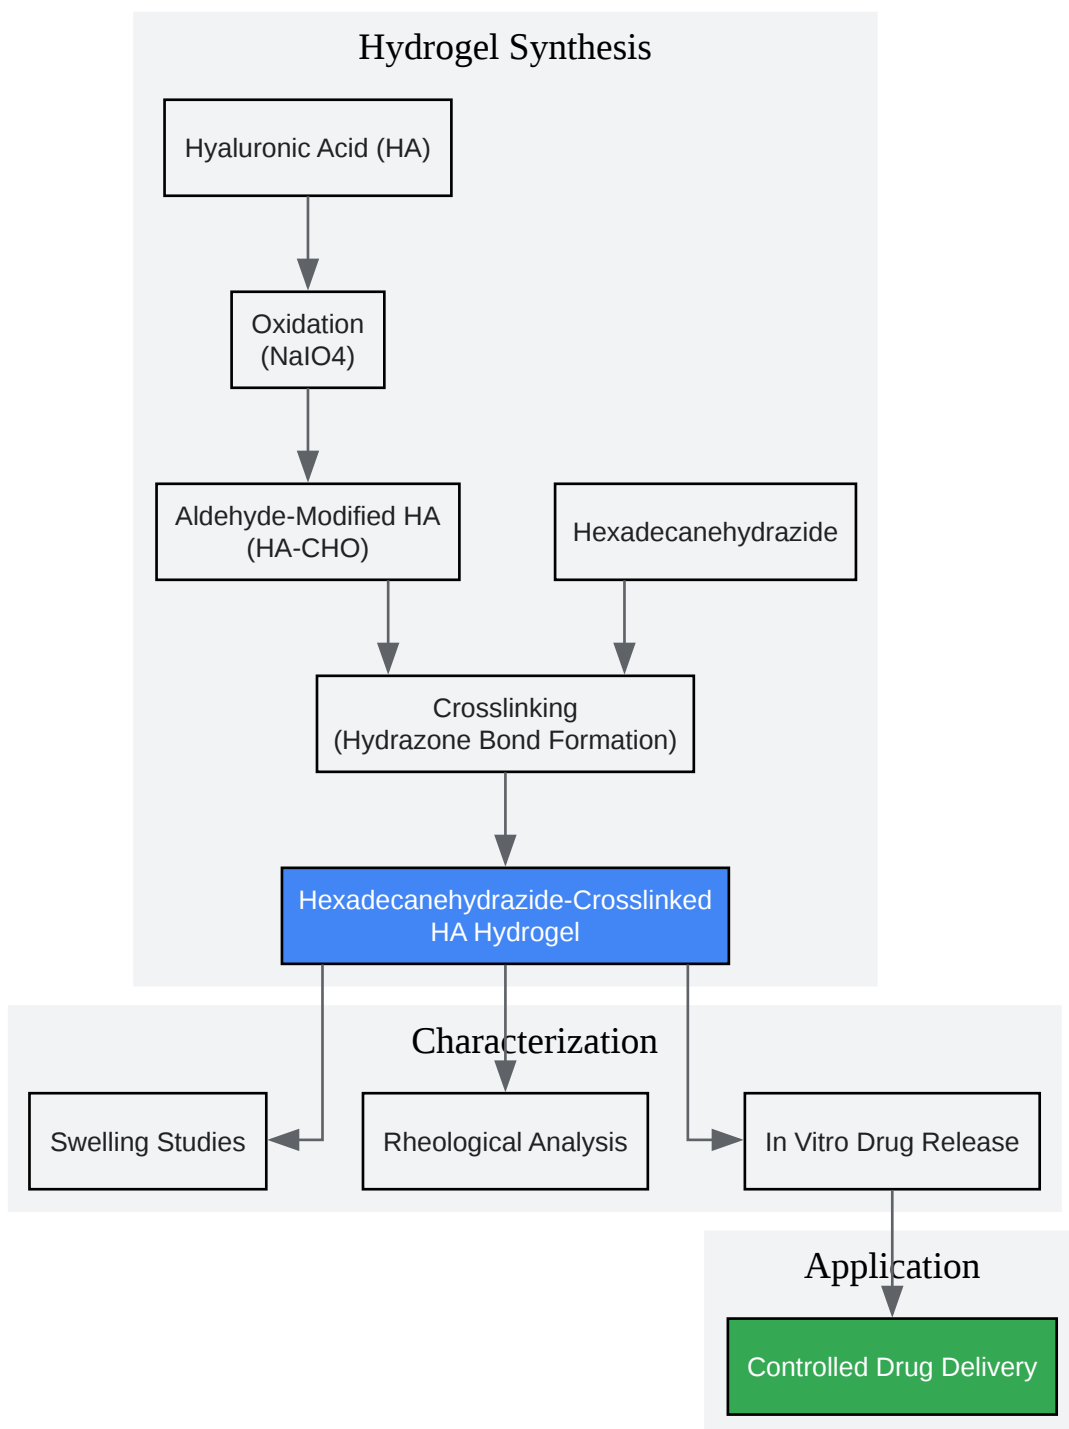 Hydrogel Synthesis
Hyaluronic Acid (HA)
Oxidation
(NaIO4)
Aldehyde-Modified HA
(HA-CHO)
Hexadecanehydrazide
Crosslinking
(Hydrazone Bond Formation)
Hexadecanehydrazide-Crosslinked
HA Hydrogel
Characterization
Swelling Studies
Rheological Analysis
In Vitro Drug Release
Application
Controlled Drug Delivery